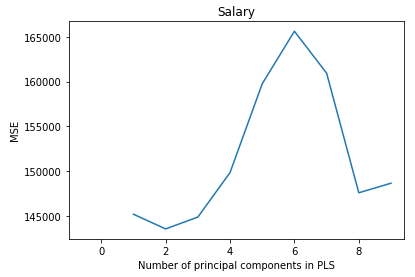 Salary
165000
160000
155000
150000
145000
MSE
0 2 4 6 8
Number of principal components in PLS